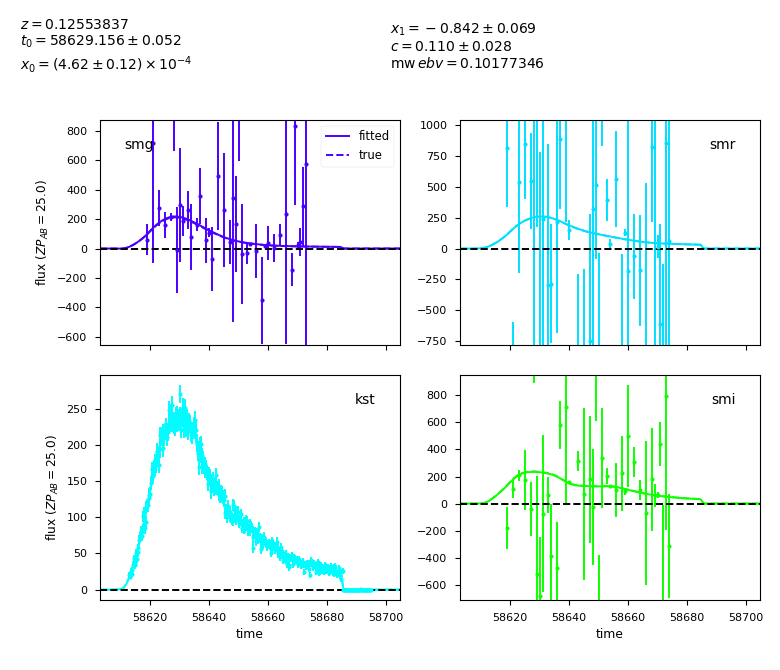 z = 0.12553837
t₀ = 58629.156 ± 0.052
x₀ = (4.62 ± 0.12) × 10⁻⁴
x₁ = − 0.842 ± 0.069
c = 0.110 ± 0.028
mw ebv = 0.10177346
smg
fitted
true
800
600
400
200
0
−200
−400
−600
flux (ZP_AB = 25.0)
smr
1000
750
500
250
0
−250
−500
−750
kst
250
200
150
100
50
0
flux (ZP_AB = 25.0)
58620 58640 58660 58680 58700
time
smi
800
600
400
200
0
−200
−400
−600
58620 58640 58660 58680 58700
time